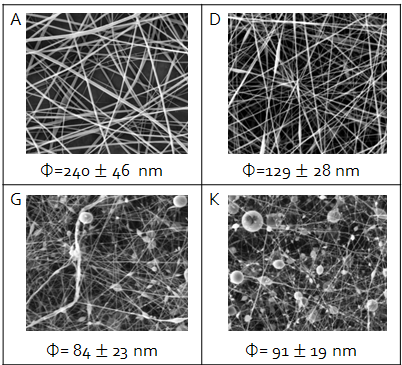 A
D
Φ=240 ± 46 nm
Φ=129 ± 28 nm
G
K
Φ= 84 ± 23 nm
Φ= 91 ± 19 nm